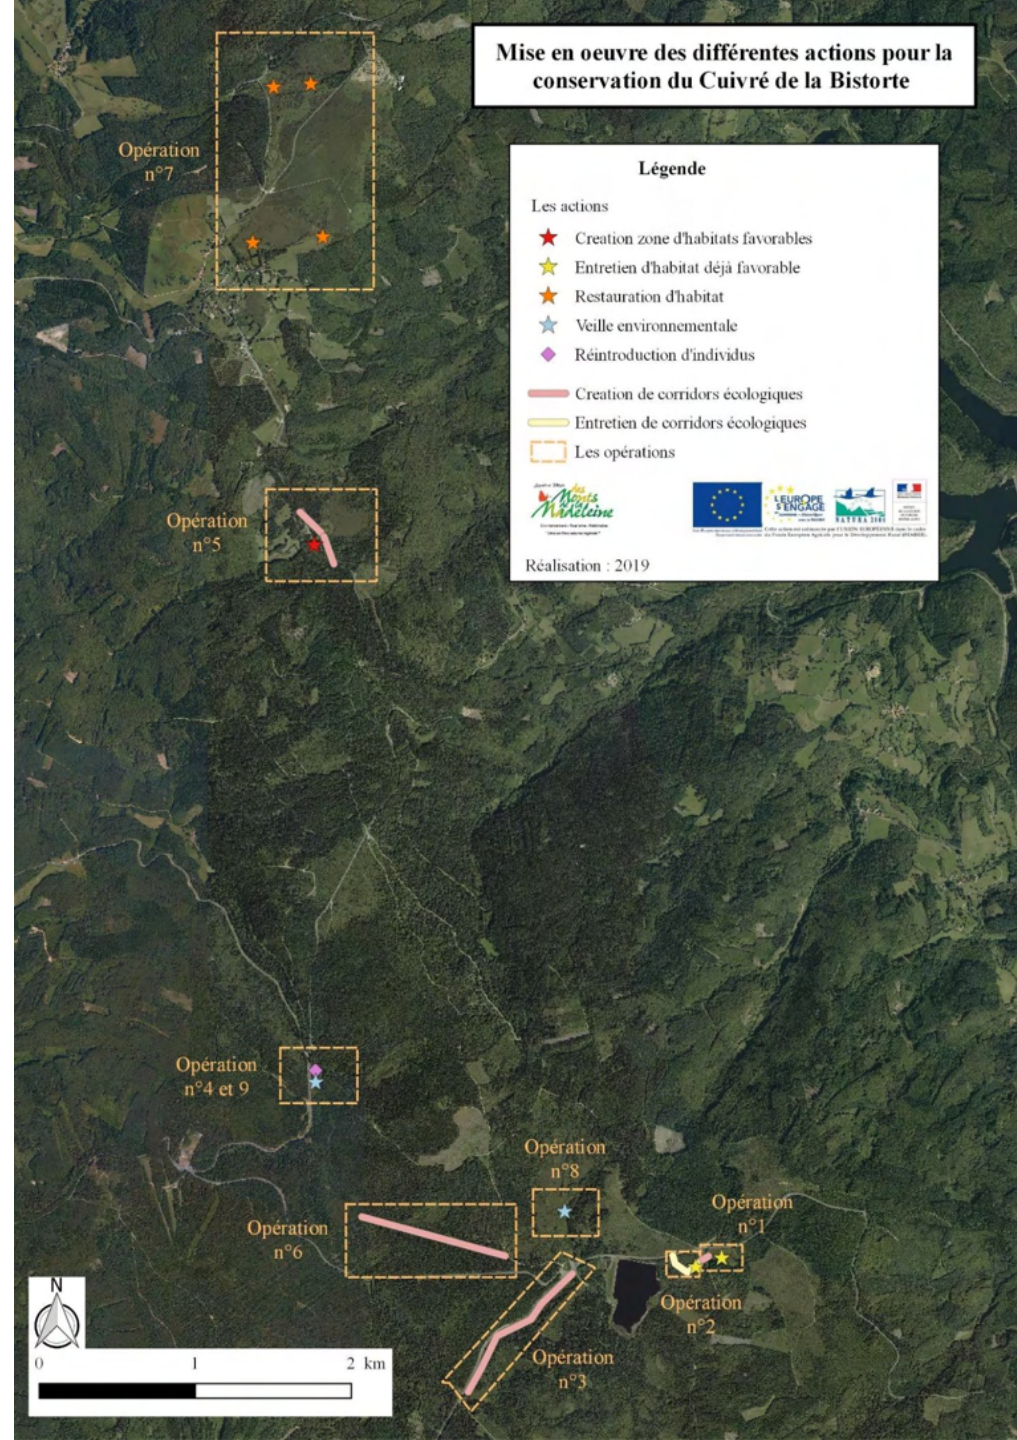 Mise en oeuvre des différentes actions pour la
conservation du Cuivré de la Bistorte
Opération
n°7
Légende
Les actions
Creation zone d'habitats favorables
Entretien d'habitat déjà favorable
Restauration d'habitat
Veille environnementale
Réintroduction d'individus
Creation de corridors écologiques
Entretien de corridors écologiques
Les opérations
des
Monts
de la
Madeleine
L'EUROPE
S'ENGAGE
NATURA 2000
Réalisation : 2019
Opération
n°5
Opération
n°4 et 9
Opération
n°8
Opération
n°1
Opération
n°6
Opération
n°2
Opération
n°3
N
0 1 2 km